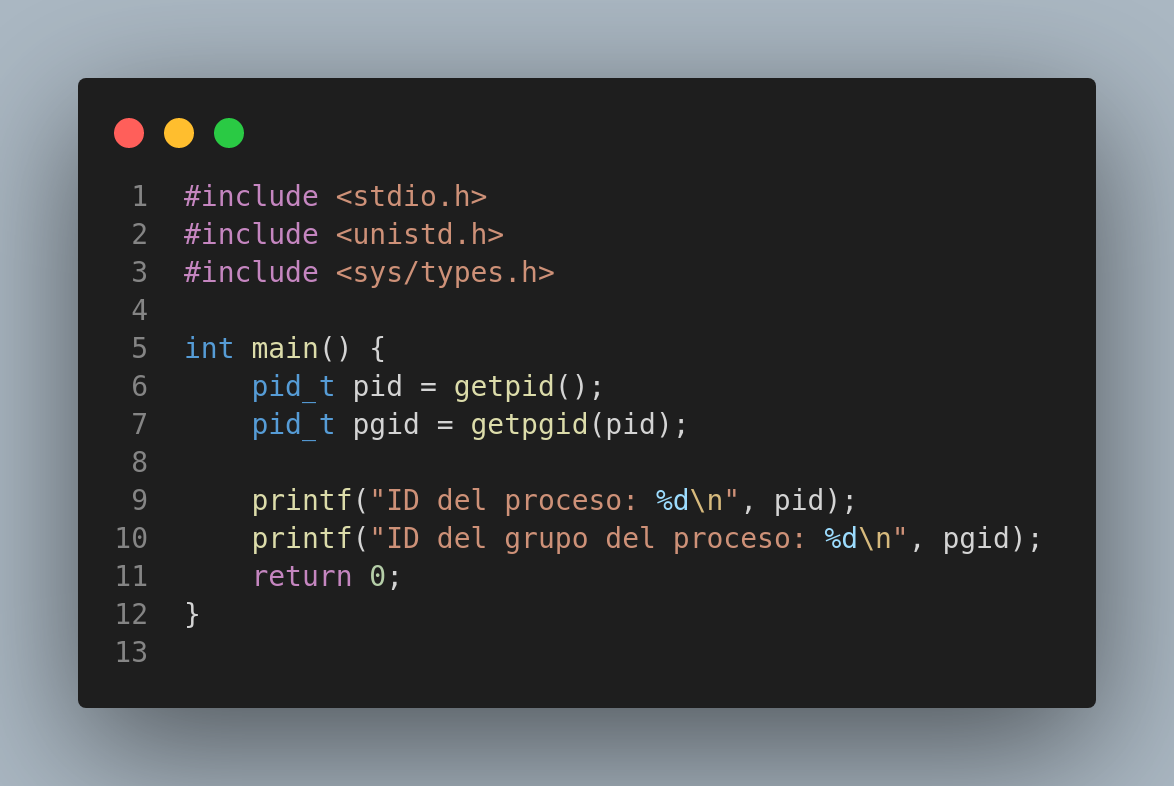 1 #include <stdio.h>
2 #include <unistd.h>
3 #include <sys/types.h>
4
5 int main() {
6     pid_t pid = getpid();
7     pid_t pgid = getpgid(pid);
8
9     printf("ID del proceso: %d\n", pid);
10     printf("ID del grupo del proceso: %d\n", pgid);
11     return 0;
12 }
13